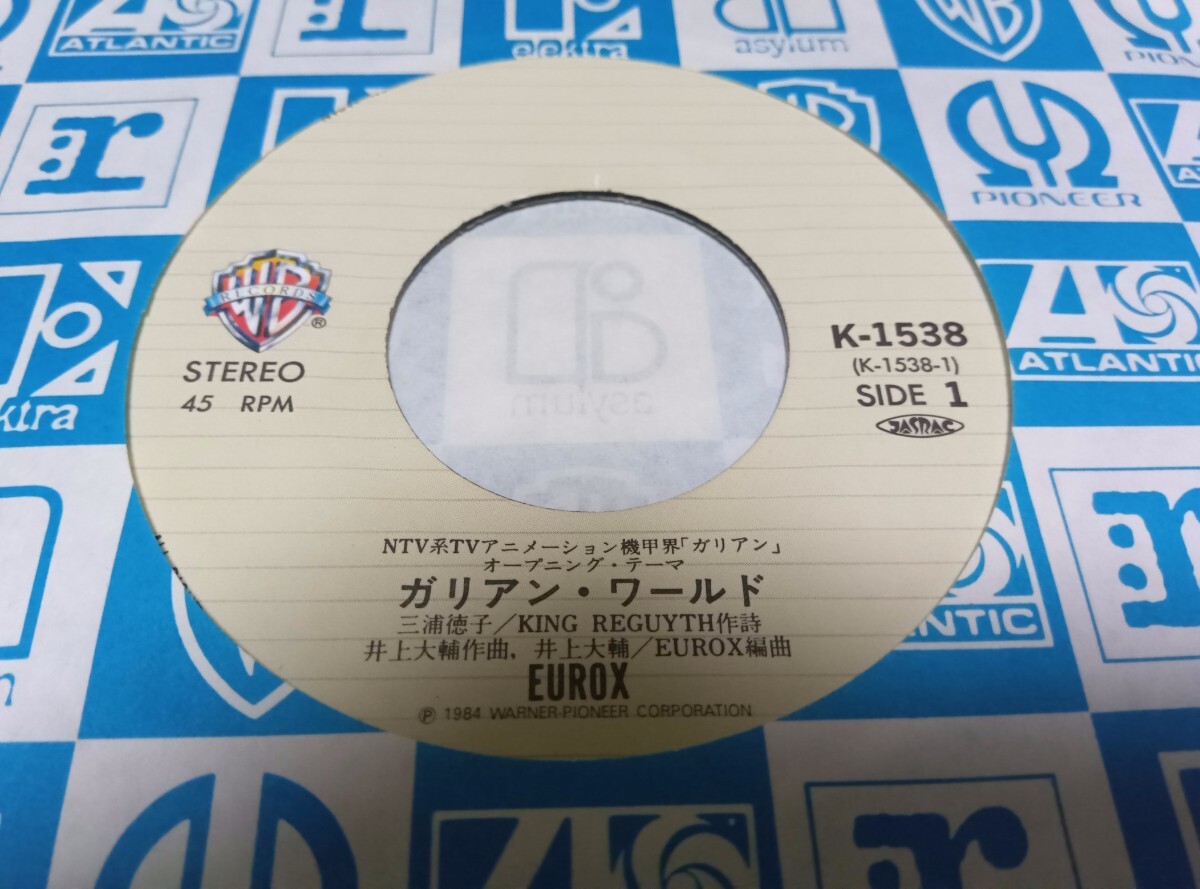 ATLANTIC
elektra
asylum
WB
PIONEER
r
WB
RECORDS
®
STEREO
45 RPM
K-1538
(K-1538-1)
SIDE 1
JASRAC
ATLANTIC
ektra
asylum
NTV系TVアニメーション機甲界「ガリアン」
オープニング・テーマ
ガリアン・ワールド
三浦徳子/KING REGUYTH作詩
井上大輔作曲, 井上大輔/EUROX編曲
EUROX
℗ 1984 WARNER-PIONEER CORPORATION
NTIC
r
n
r